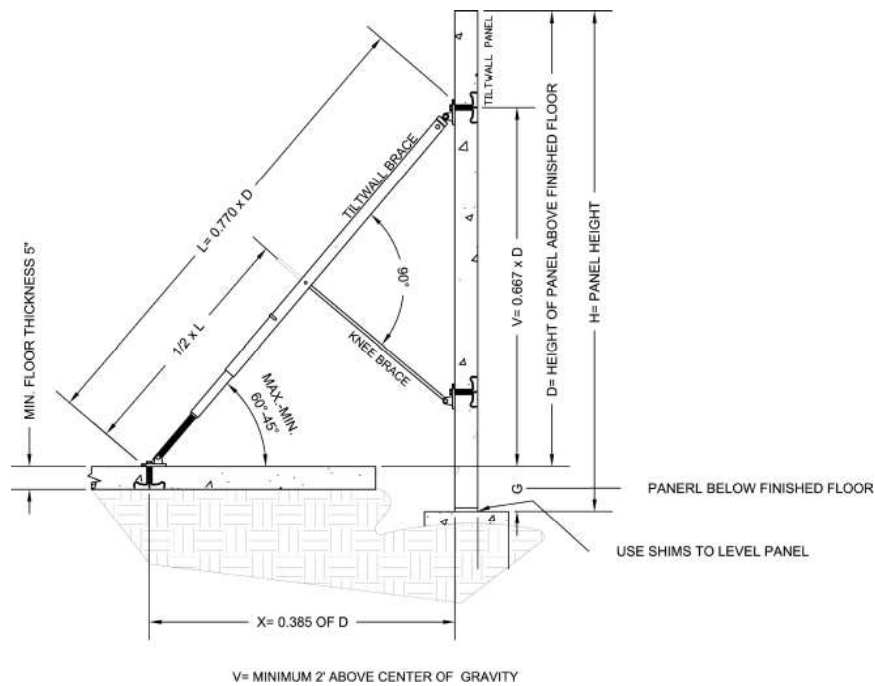 TILTWALL PANEL
TILTWALL BRACE
L= 0.770 x D
1/2 x L
90°
KNEE BRACE
MAX.-MIN.
60°-45°
MIN. FLOOR THICKNESS 5"
V= 0.667 x D
D= HEIGHT OF PANEL ABOVE FINISHED FLOOR
H= PANEL HEIGHT
G
PANERL BELOW FINISHED FLOOR
USE SHIMS TO LEVEL PANEL
X= 0.385 OF D
V= MINIMUM 2' ABOVE CENTER OF GRAVITY